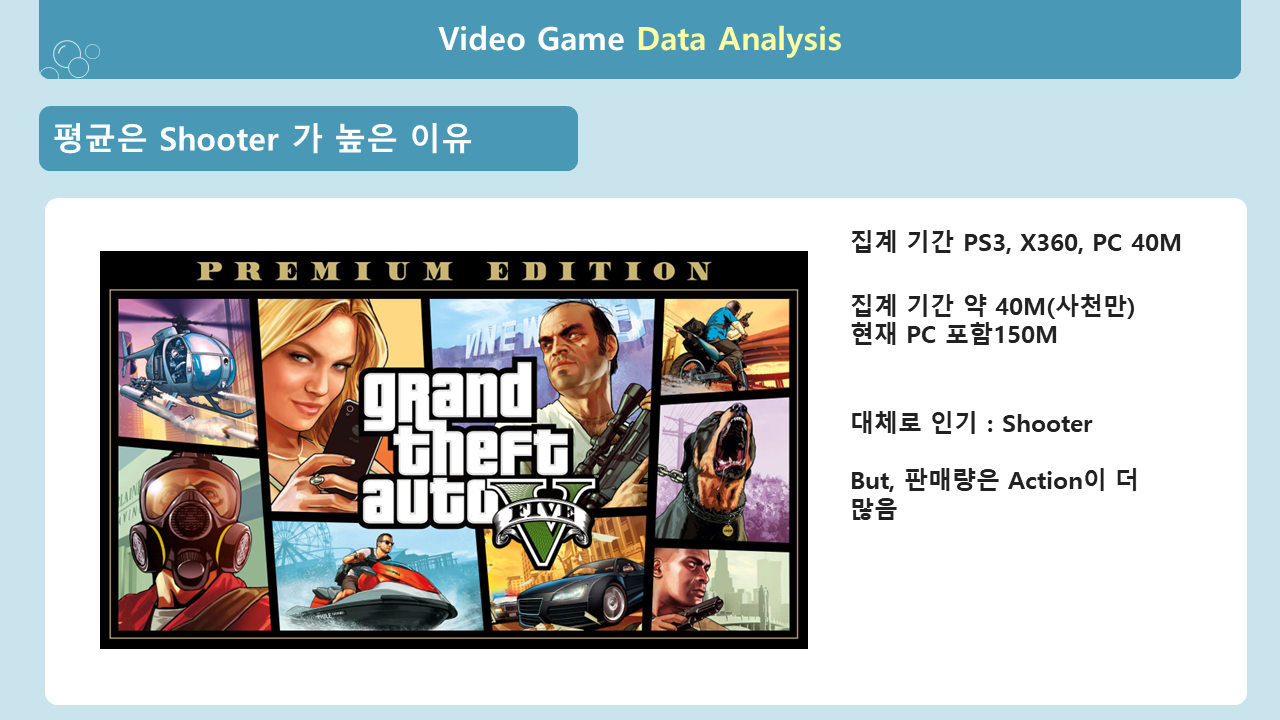 Video Game Data Analysis
평균은 Shooter 가 높은 이유
PREMIUM EDITION
VINEW
grand
theft
auto V
FIVE
집계 기간 PS3, X360, PC 40M
집계 기간 약 40M(사천만)
현재 PC 포함150M
대체로 인기 : Shooter
But, 판매량은 Action이 더
많음